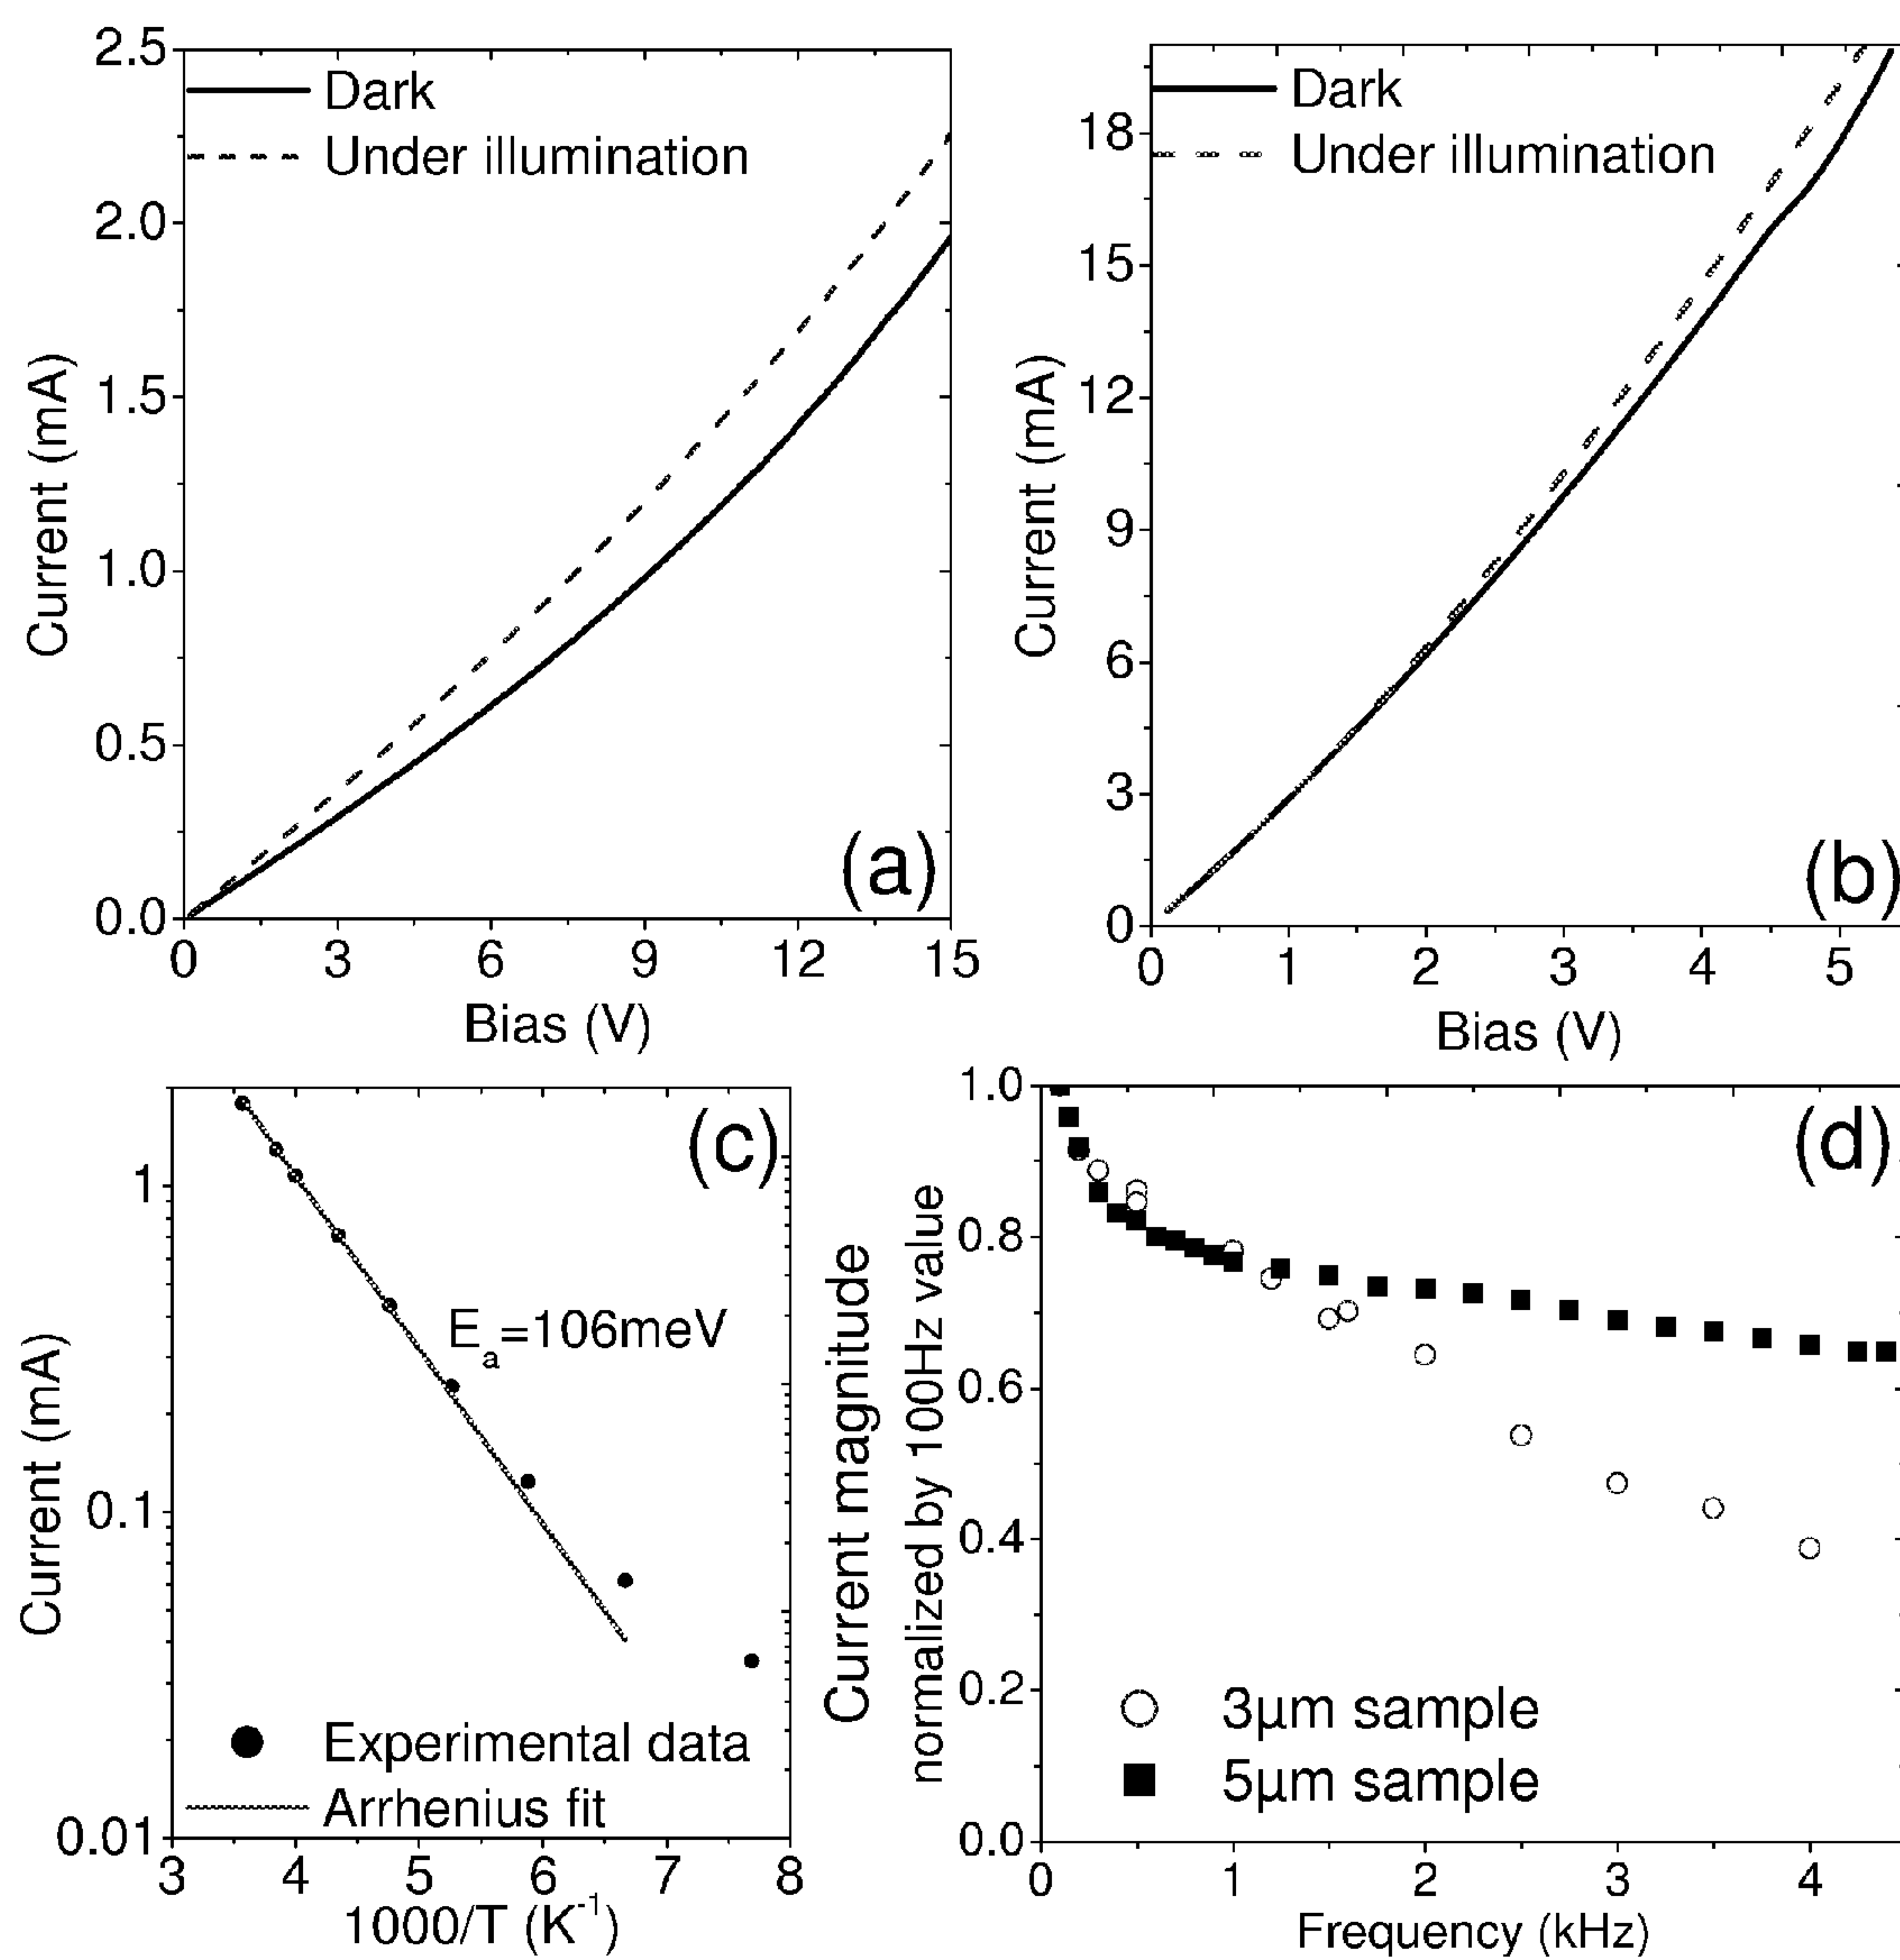 2.5
2.0
1.5
1.0
0.5
0.0
Current (mA)
Dark
Under illumination
(a)
0 3 6 9 12 15
Bias (V)
18
15
12
9
6
3
0
Current (mA)
Dark
Under illumination
(b)
0 1 2 3 4 5
Bias (V)
1
0.1
0.01
Current (mA)
(c)
Ea=106meV
Experimental data
Arrhenius fit
3 4 5 6 7 8
1000/T (K-1)
1.0
0.8
0.6
0.4
0.2
0.0
Current magnitude
normalized by 100Hz value
(d)
3µm sample
5µm sample
0 1 2 3 4
Frequency (kHz)